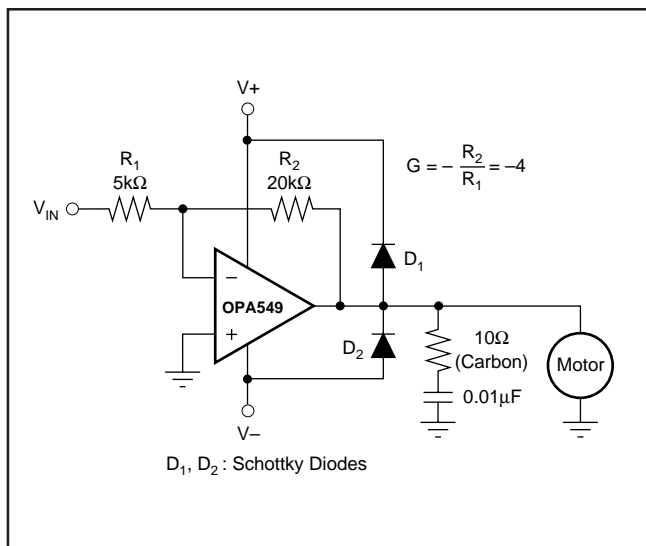 V+
R1
5kΩ
R2
20kΩ
G = – R2 / R1 = –4
VIN
D1
–
OPA549
+
D2
10Ω
(Carbon)
Motor
0.01μF
V–
D1, D2 : Schottky Diodes